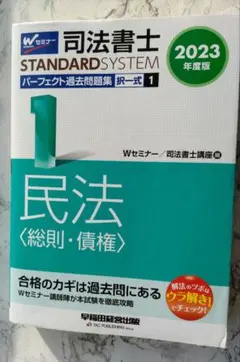 Wセミナー
司法書士
2023
年度版
STANDARDSYSTEM
パーフェクト過去問題集 択一式 1
1
Wセミナー/司法書士講座 編
民法
〈総則・債権〉
合格のカギは過去問にある
Wセミナー講師陣が本試験を徹底攻略
解法のツボは
ウラ解き!で
チェック!
早稲田経営出版
TAC PUBLISHING Group